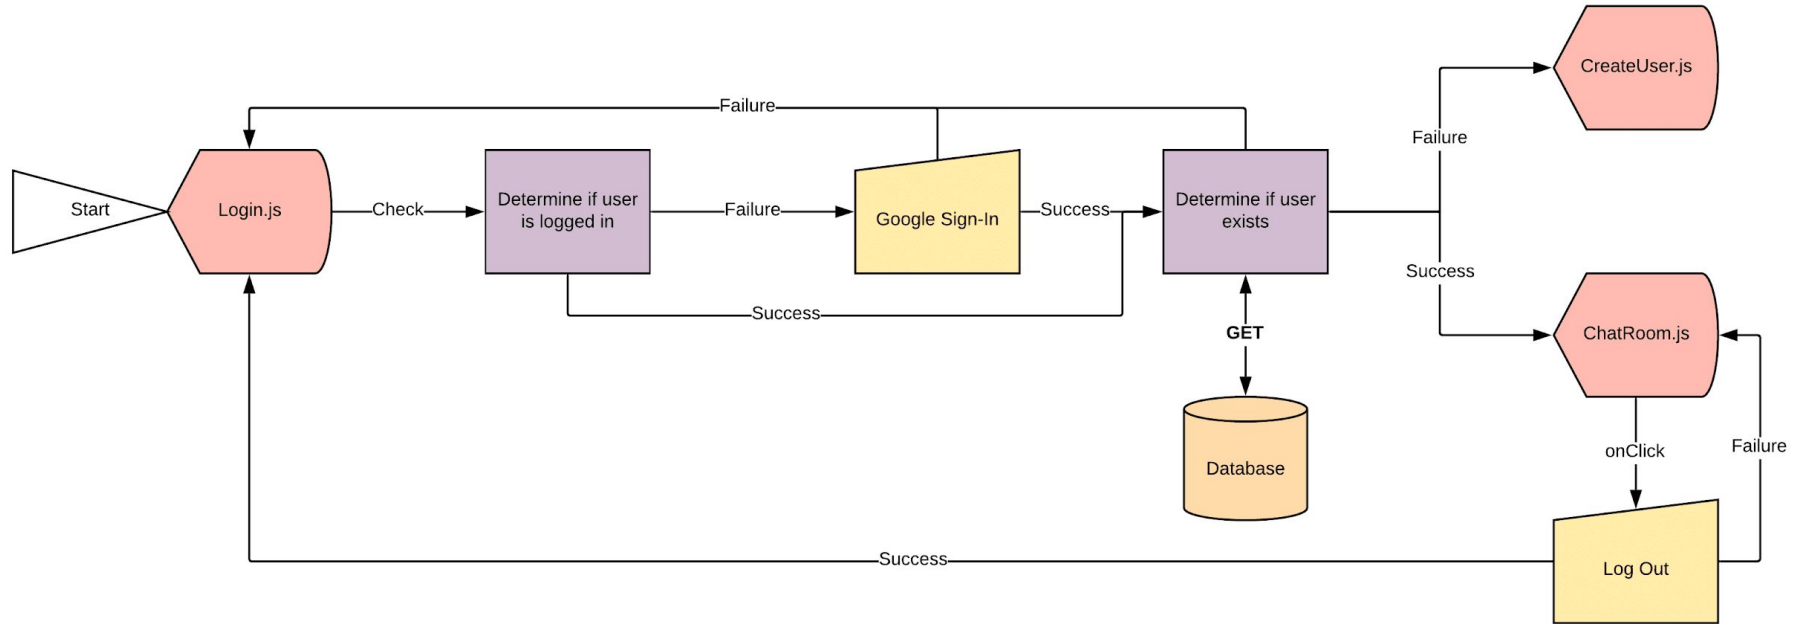 CreateUser.js
Failure
Failure
Start
Login.js
Check
Determine if user
is logged in
Failure
Google Sign-In
Success
Determine if user
exists
Success
Success
GET
ChatRoom.js
Database
onClick
Failure
Success
Log Out